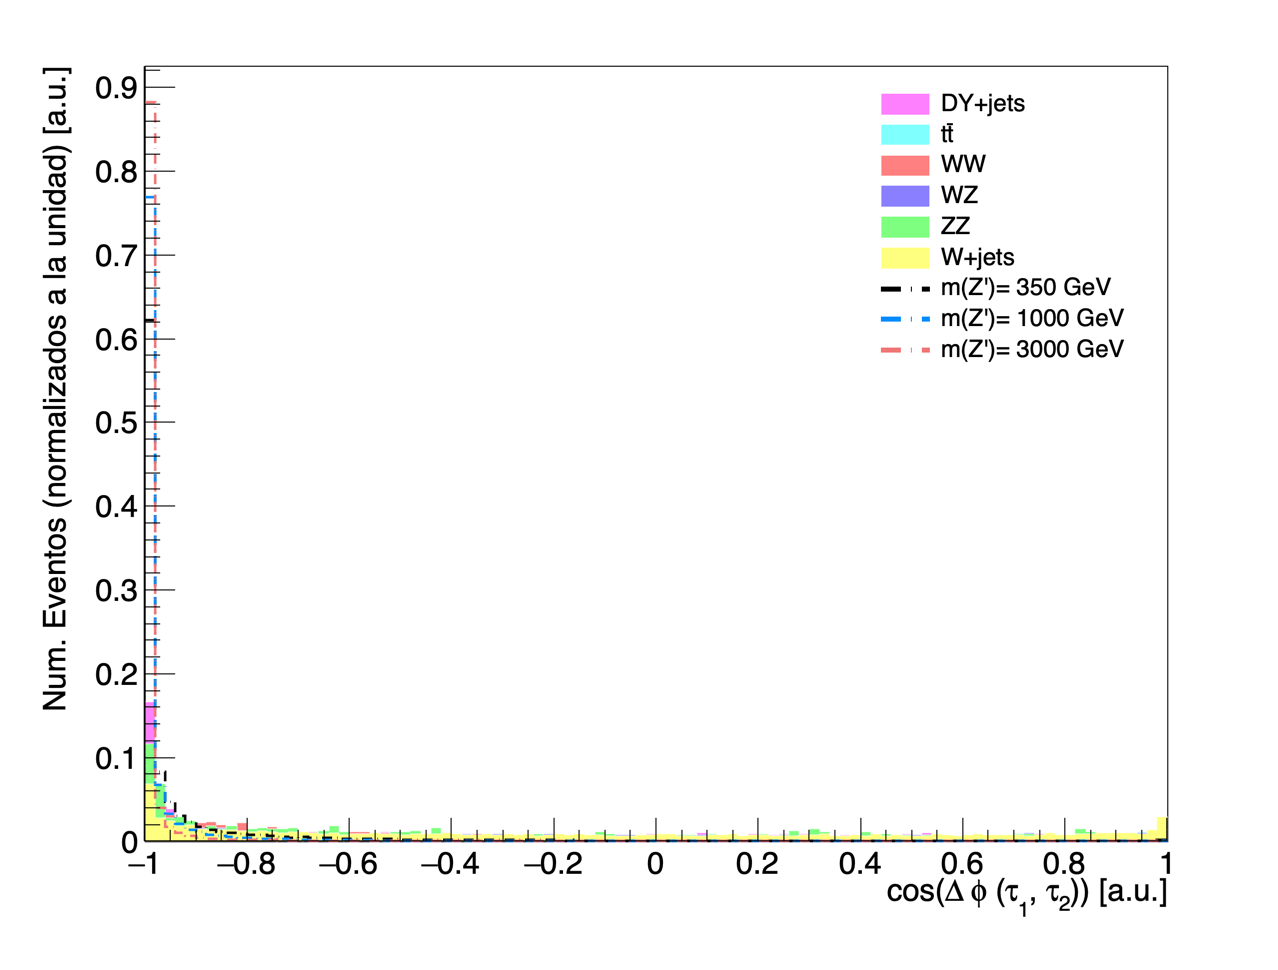 Num. Eventos (normalizados a la unidad) [a.u.]
0.9
0.8
0.7
0.6
0.5
0.4
0.3
0.2
0.1
0
DY+jets
tt̄
WW
WZ
ZZ
W+jets
m(Z')= 350 GeV
m(Z')= 1000 GeV
m(Z')= 3000 GeV
−1 −0.8 −0.6 −0.4 −0.2 0 0.2 0.4 0.6 0.8 1
cos(Δ ϕ (τ₁, τ₂)) [a.u.]